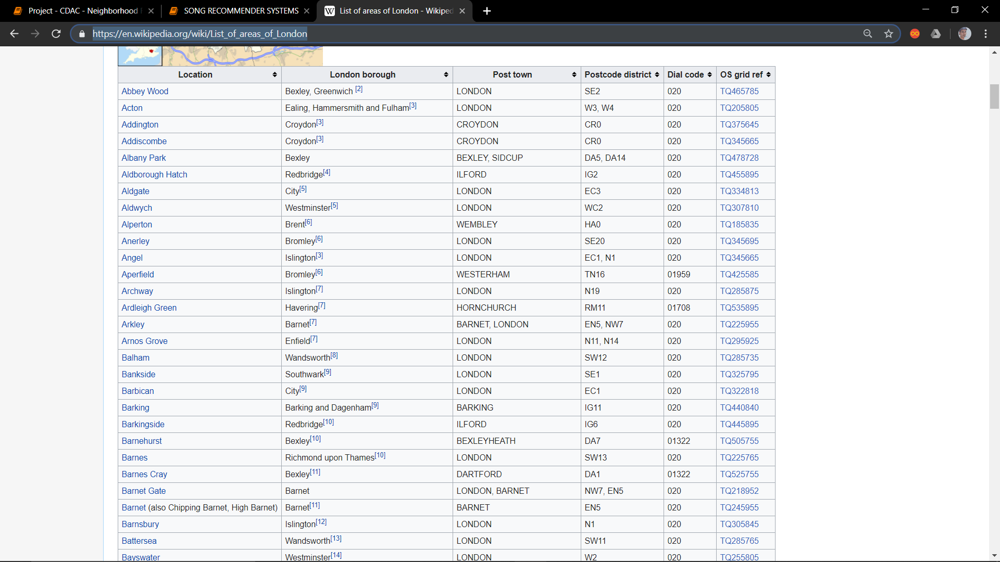 Project - CDAC - Neighborhood
SONG RECOMMENDER SYSTEMS
List of areas of London - Wikiped
https://en.wikipedia.org/wiki/List_of_areas_of_London
Location London borough Post town Postcode district Dial code OS grid ref
Abbey Wood Bexley, Greenwich [2] LONDON SE2 020 TQ465785
Acton Ealing, Hammersmith and Fulham[3] LONDON W3, W4 020 TQ205805
Addington Croydon[3] CROYDON CR0 020 TQ375645
Addiscombe Croydon[3] CROYDON CR0 020 TQ345665
Albany Park Bexley BEXLEY, SIDCUP DA5, DA14 020 TQ478728
Aldborough Hatch Redbridge[4] ILFORD IG2 020 TQ455895
Aldgate City[5] LONDON EC3 020 TQ334813
Aldwych Westminster[5] LONDON WC2 020 TQ307810
Alperton Brent[6] WEMBLEY HA0 020 TQ185835
Anerley Bromley[6] LONDON SE20 020 TQ345695
Angel Islington[3] LONDON EC1, N1 020 TQ345665
Aperfield Bromley[6] WESTERHAM TN16 01959 TQ425585
Archway Islington[7] LONDON N19 020 TQ285875
Ardleigh Green Havering[7] HORNCHURCH RM11 01708 TQ535895
Arkley Barnet[7] BARNET, LONDON EN5, NW7 020 TQ225955
Arnos Grove Enfield[7] LONDON N11, N14 020 TQ295925
Balham Wandsworth[8] LONDON SW12 020 TQ285735
Bankside Southwark[9] LONDON SE1 020 TQ325795
Barbican City[9] LONDON EC1 020 TQ322818
Barking Barking and Dagenham[9] BARKING IG11 020 TQ440840
Barkingside Redbridge[10] ILFORD IG6 020 TQ445895
Barnehurst Bexley[10] BEXLEYHEATH DA7 01322 TQ505755
Barnes Richmond upon Thames[10] LONDON SW13 020 TQ225765
Barnes Cray Bexley[11] DARTFORD DA1 01322 TQ525755
Barnet Gate Barnet LONDON, BARNET NW7, EN5 020 TQ218952
Barnet (also Chipping Barnet, High Barnet) Barnet[11] BARNET EN5 020 TQ245955
Barnsbury Islington[12] LONDON N1 020 TQ305845
Battersea Wandsworth[13] LONDON SW11 020 TQ285765
Bayswater Westminster[14] LONDON W2 020 TQ255805